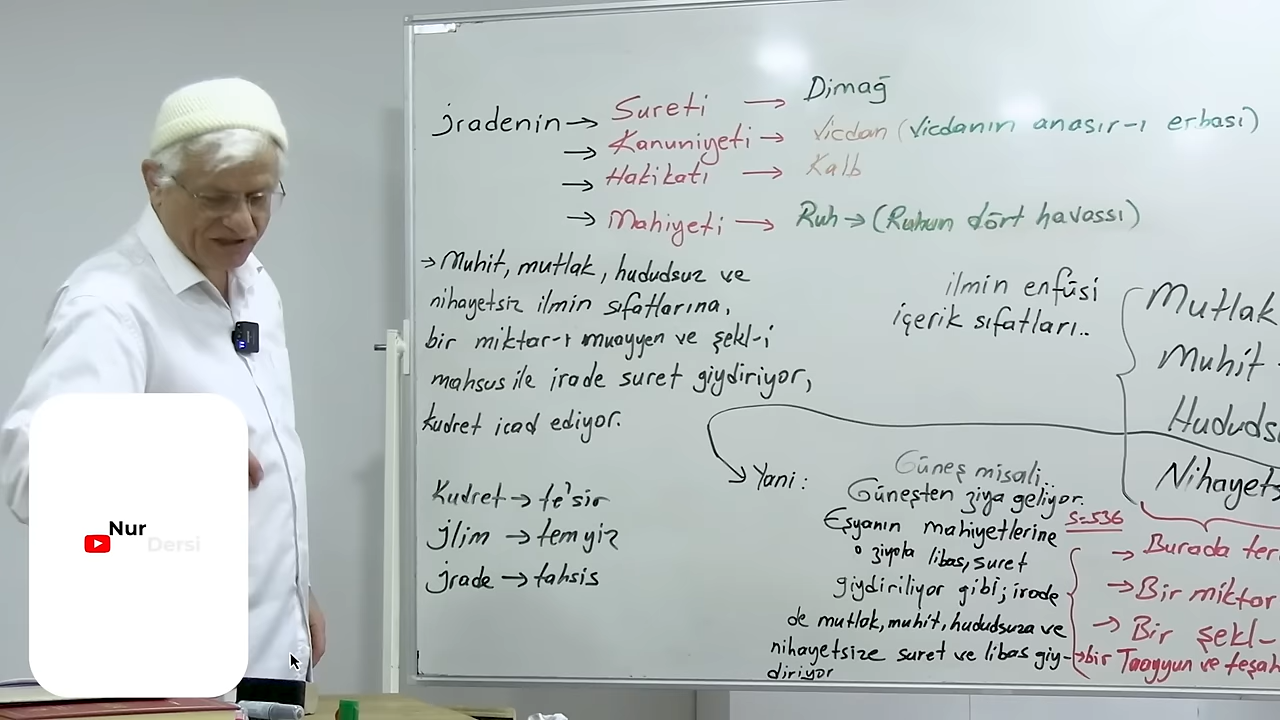 İradenin → Sureti → Dimağ
→ Kanuniyeti → Vicdan (Vicdanın anasır-ı erbası)
→ Hakikatı → Kalb
→ Mahiyeti → Ruh → (Ruhun dört havassı)
→ Muhit, mutlak, hududsuz ve
nihayetsiz ilmin sıfatlarına,
bir miktar-ı muayyen ve şekl-i
mahsus ile irade suret giydiriyor,
kudret icad ediyor.
Kudret → te'sir
İlim → temyiz
İrade → tahsis
ilmin enfüsi
içerik sıfatları..
Mutlak
Muhit
Nihayets
Yani :
Güneş misali..
Güneşten ziya geliyor.
Eşyanın mahiyetlerine
ziyola libas, suret
giydiriliyor gibi; irade
de mutlak, muhit, hududsuza ve
nihayetsize suret ve libas giy-
diriyor
S=536
→ Burada
→ Bir miktar
→ Bir şekl-
→ bir Taayyun ve
Nur
Dersi